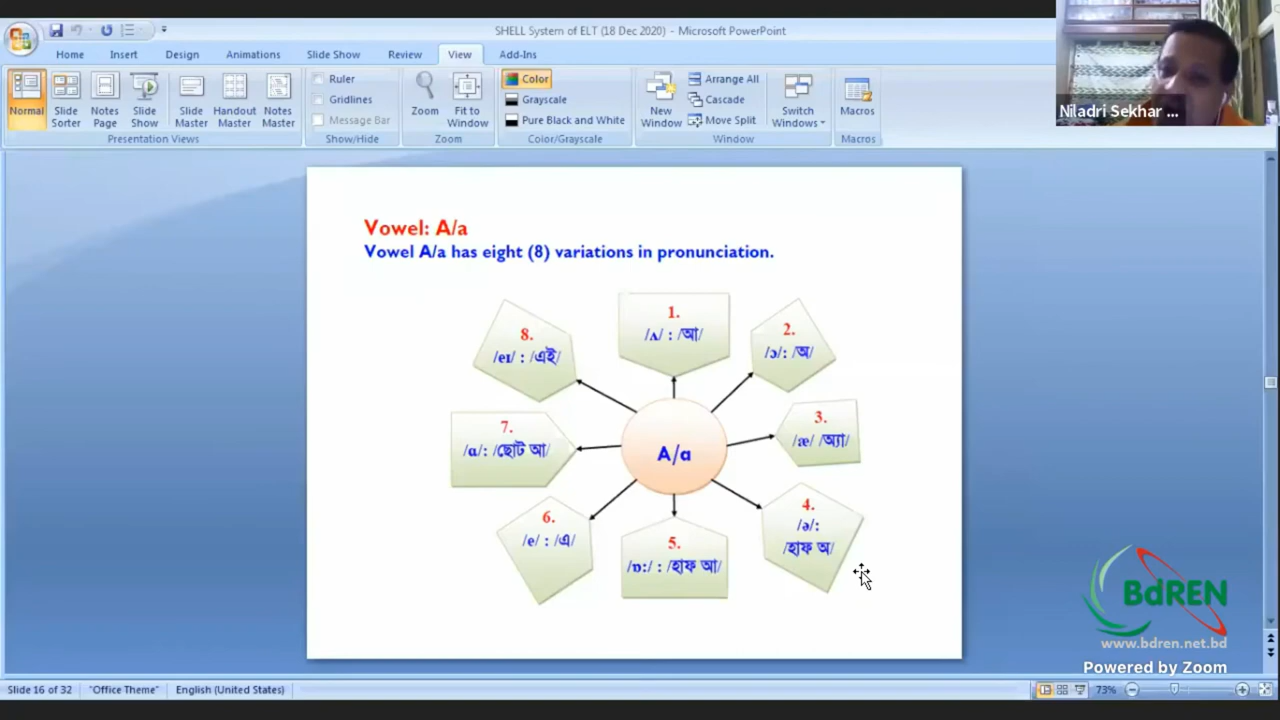 SHELL System of ELT (18 Dec 2020) - Microsoft PowerPoint
Home Insert Design Animations Slide Show Review View Add-Ins
Normal
Slide Sorter
Notes Page
Slide Show
Slide Master
Handout Master
Notes Master
Presentation Views
Ruler
Gridlines
Message Bar
Show/Hide
Zoom
Fit to Window
Zoom
Color
Grayscale
Pure Black and White
Color/Grayscale
New Window
Arrange All
Cascade
Move Split
Switch Windows
Window
Macros
Macros
Niladri Sekhar ...
Vowel: A/a
Vowel A/a has eight (8) variations in pronunciation.
1.
/ʌ/ : /আ/
2.
/ɔ/: /অ/
3.
/æ/ /অ্যা/
4.
/ə/:
/হাফ অ/
5.
/ɒ:/ : /হাফ আ/
6.
/e/ : /এ/
7.
/ɑ/: /ছোট আ/
8.
/eɪ/ : /এই/
A/a
BdREN
www.bdren.net.bd
Powered by Zoom
Slide 16 of 32 "Office Theme" English (United States) 73%